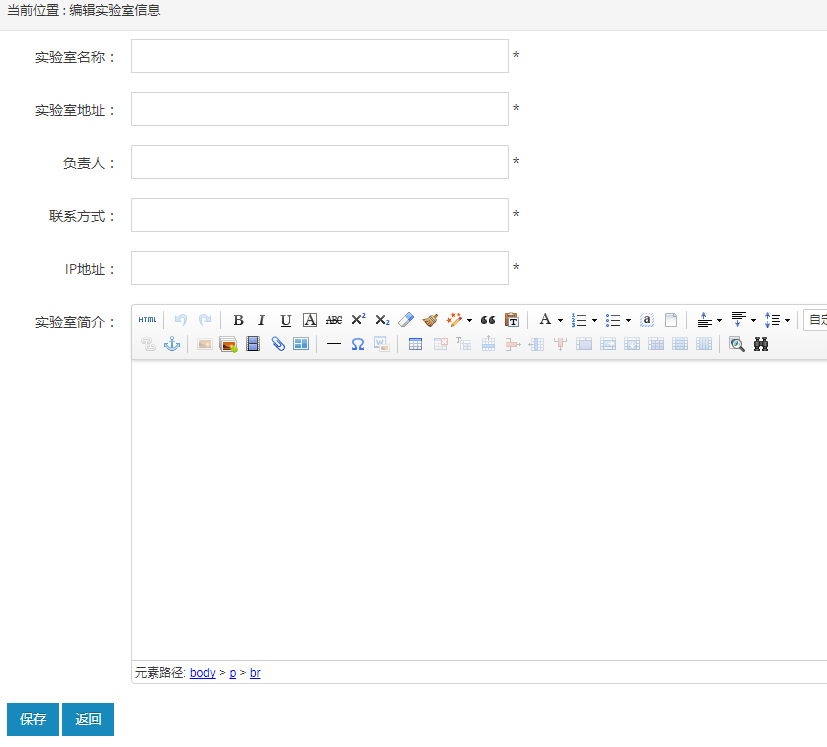 当前位置 : 编辑实验室信息
实验室名称： *
实验室地址： *
负责人： *
联系方式： *
IP地址： *
实验室简介：
HTML B I U A ABC X² X₂ T A a 自定
W T Ω
元素路径: body > p > br
保存 返回